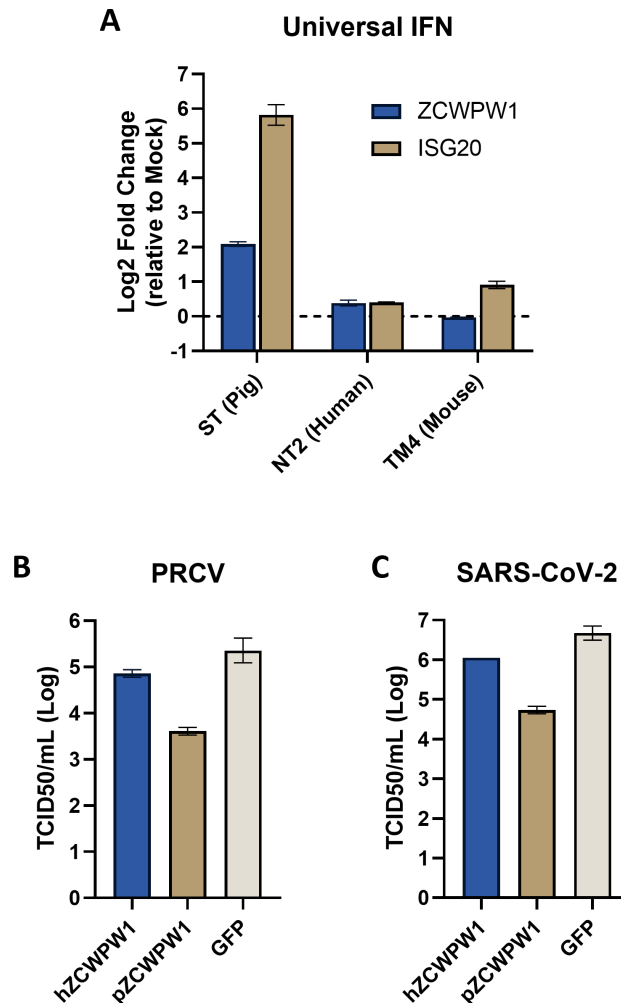 A
Universal IFN
Log2 Fold Change
(relative to Mock)
7
6
5
4
3
2
1
0
-1
ZCWPW1
ISG20
ST (Pig)
NT2 (Human)
TM4 (Mouse)
B
PRCV
TCID50/mL (Log)
6
5
4
3
2
1
0
hZCWPW1
pZCWPW1
GFP
C
SARS-CoV-2
TCID50/mL (Log)
7
6
5
4
3
2
1
0
hZCWPW1
pZCWPW1
GFP